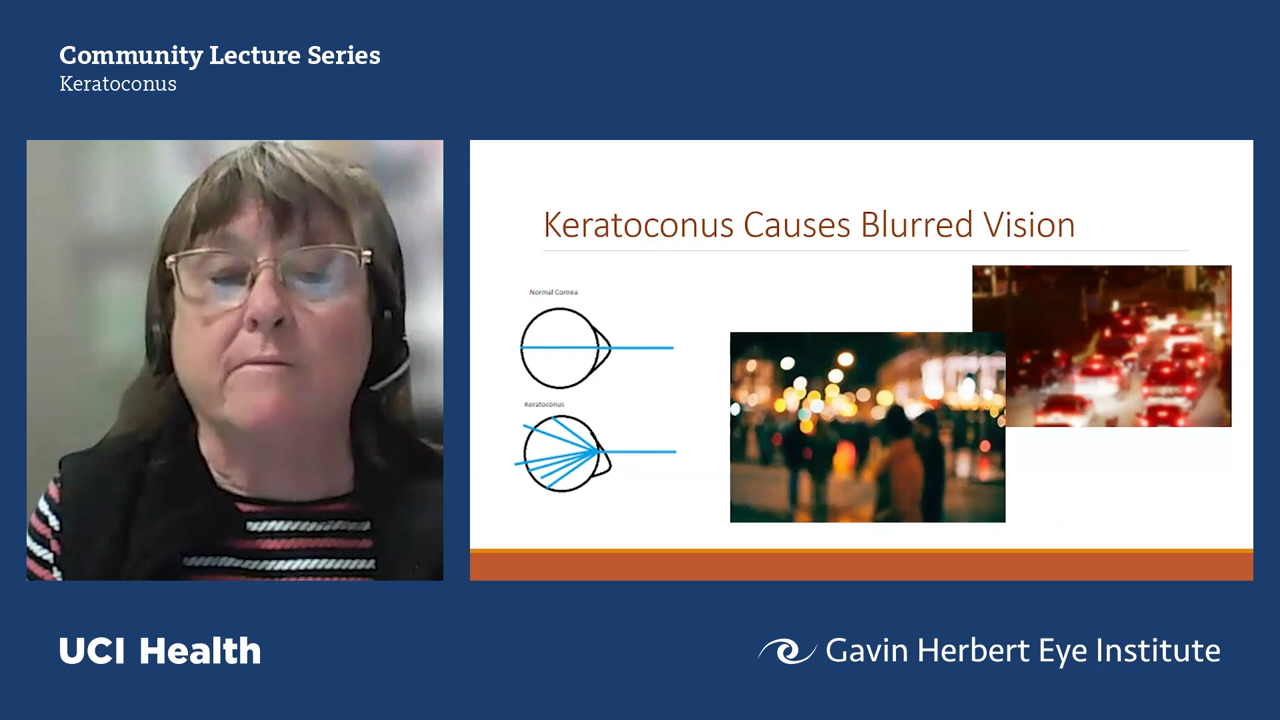 Community Lecture Series
Keratoconus
Keratoconus Causes Blurred Vision
Normal Cornea
Keratoconus
UCI Health
Gavin Herbert Eye Institute